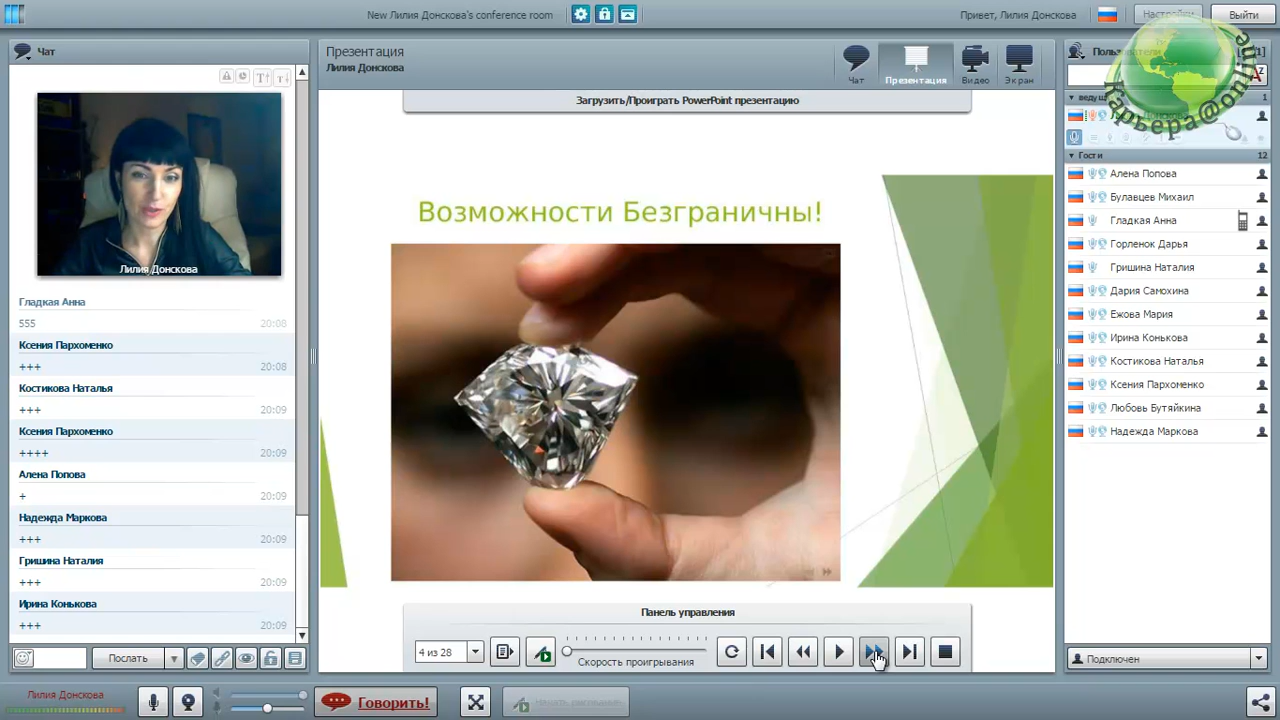 New Лилия Донскова's conference room
Привет, Лилия Донскова
Настройки
Выйти
Чат
Лилия Донскова
Гладкая Анна
555 20:08
Ксения Пархоменко
+++ 20:08
Костикова Наталья
+++ 20:09
Ксения Пархоменко
++++ 20:09
Алена Попова
+ 20:09
Надежда Маркова
+++ 20:09
Гришина Наталия
+++ 20:09
Ирина Конькова
+++ 20:09
Послать
Презентация
Лилия Донскова
Чат
Презентация
Видео
Экран
Загрузить/Проиграть PowerPoint презентацию
Возможности Безграничны!
Панель управления
4 из 28
Скорость проигрывания
карьера@online
Гости 12
Алена Попова
Булавцев Михаил
Гладкая Анна
Горленок Дарья
Гришина Наталия
Дария Самохина
Ежова Мария
Ирина Конькова
Костикова Наталья
Ксения Пархоменко
Любовь Бутяйкина
Надежда Маркова
Подключен
Лилия Донскова
Говорить!